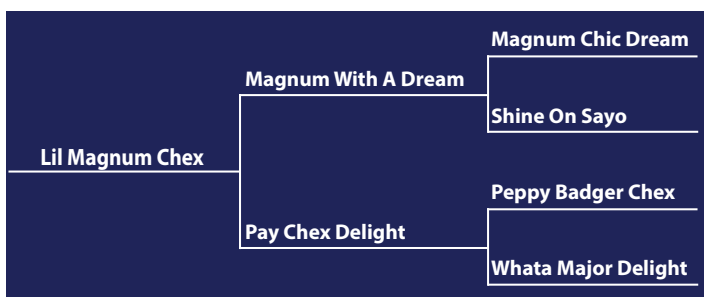 Magnum Chic Dream
Magnum With A Dream
Shine On Sayo
Lil Magnum Chex
Peppy Badger Chex
Pay Chex Delight
Whata Major Delight